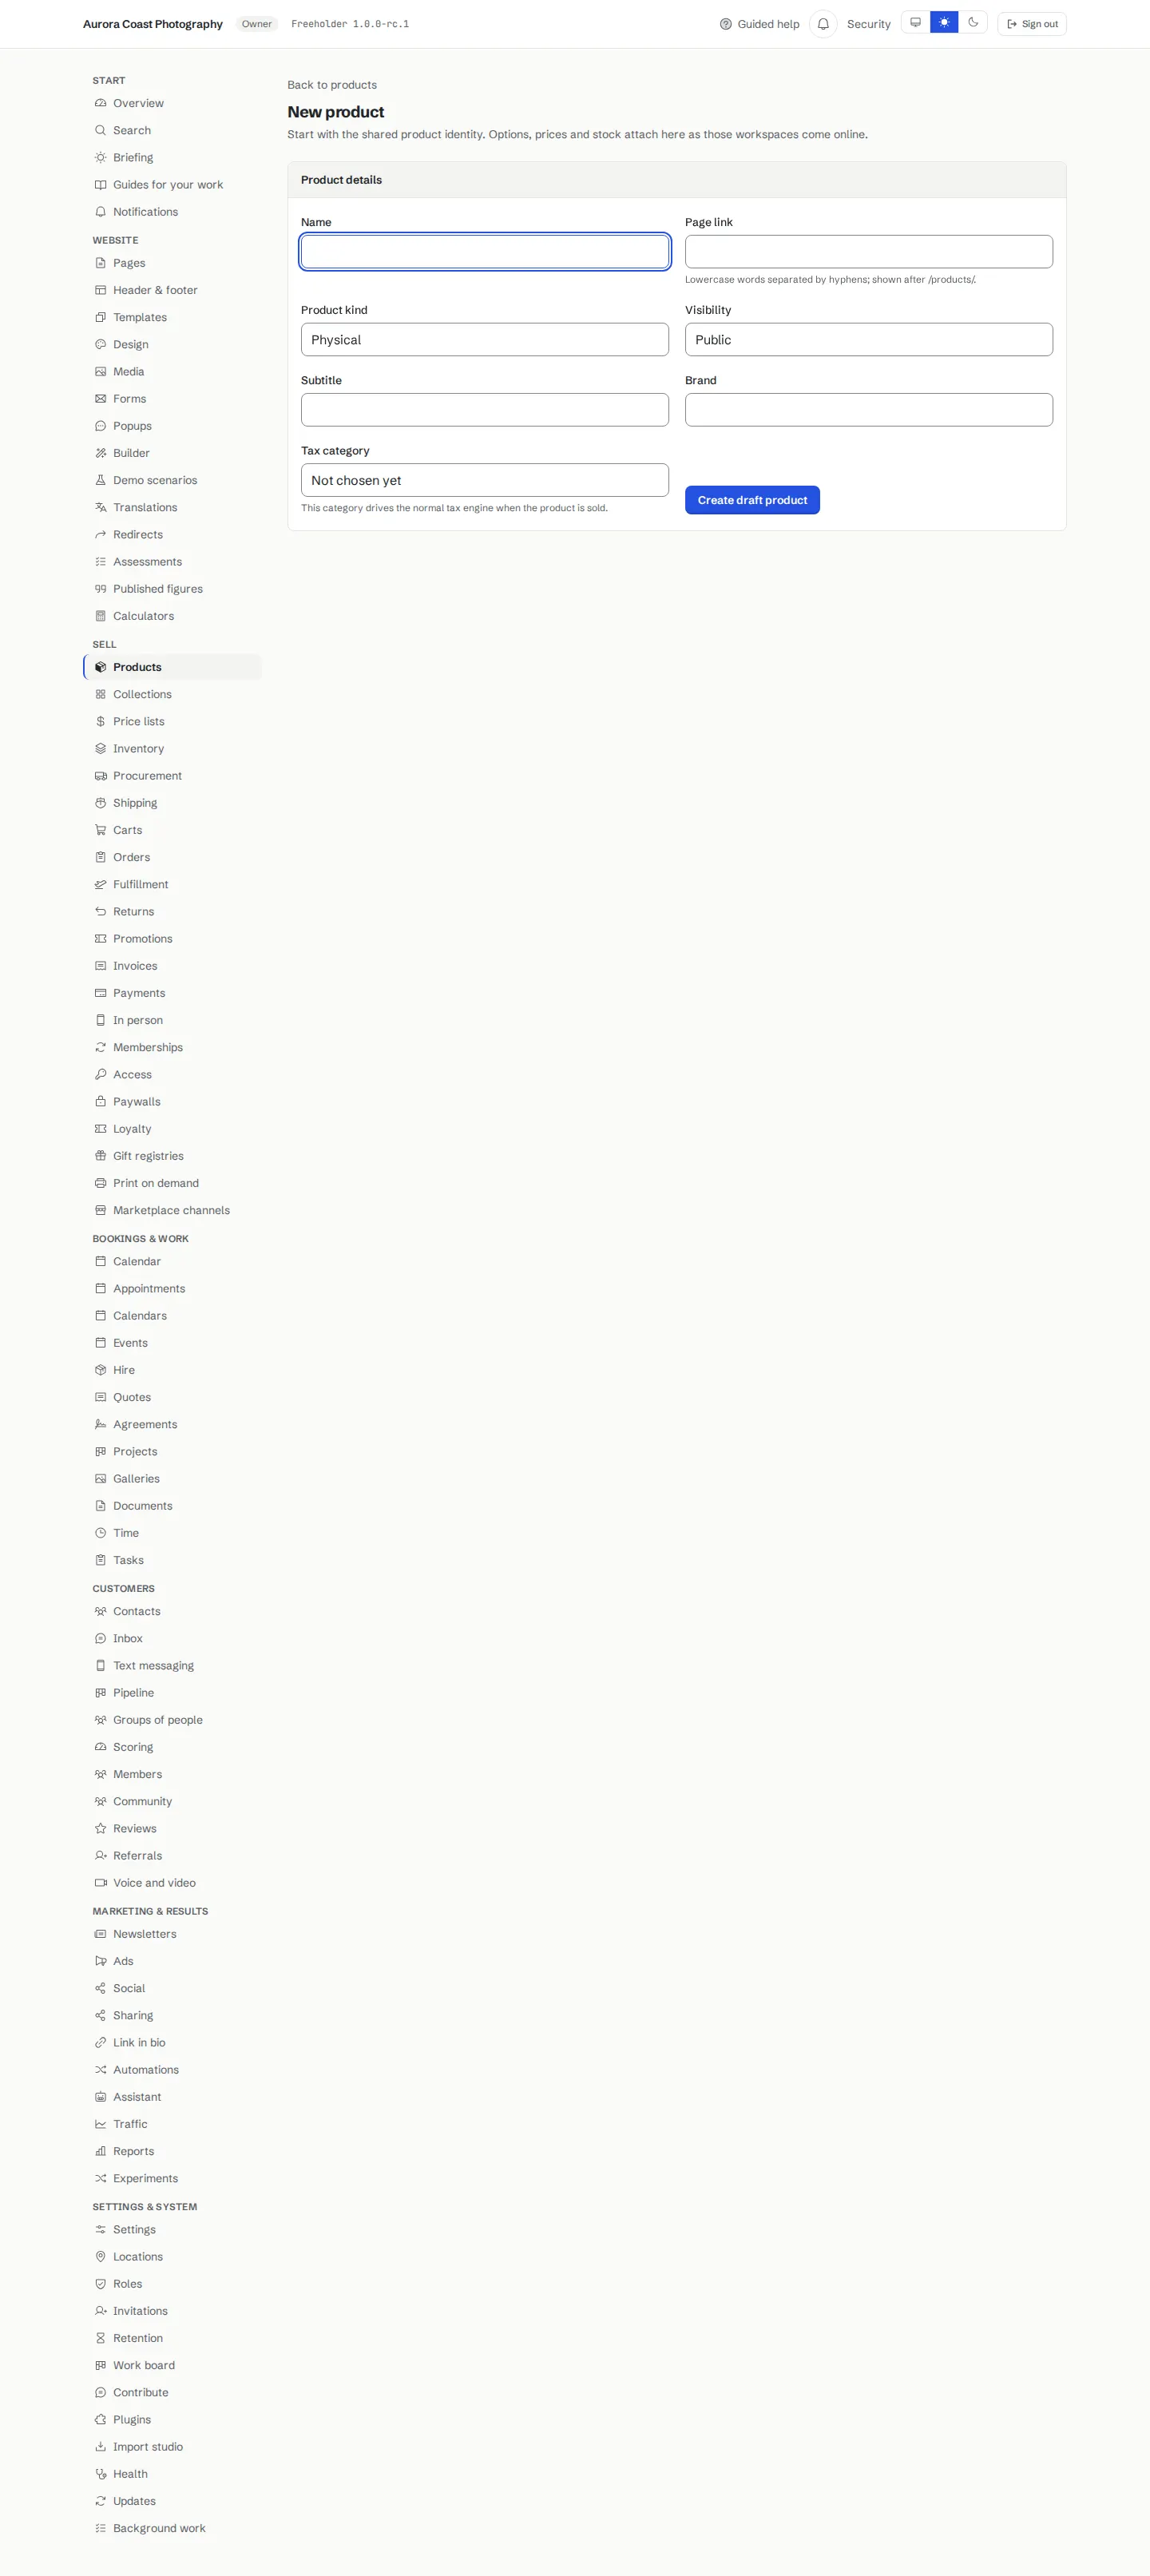 Aurora Coast Photography
Owner
Freeholder 1.0.0-rc.1
Guided help
Security
Sign out
START
Overview
Search
Briefing
Guides for your work
Notifications
WEBSITE
Pages
Header & footer
Templates
Design
Media
Forms
Popups
Builder
Demo scenarios
Translations
Redirects
Assessments
Published figures
Calculators
SELL
Products
Collections
Price lists
Inventory
Procurement
Shipping
Carts
Orders
Fulfillment
Returns
Promotions
Invoices
Payments
In person
Memberships
Access
Paywalls
Loyalty
Gift registries
Print on demand
Marketplace channels
BOOKINGS & WORK
Calendar
Appointments
Calendars
Events
Hire
Quotes
Agreements
Projects
Galleries
Documents
Time
Tasks
CUSTOMERS
Contacts
Inbox
Text messaging
Pipeline
Groups of people
Scoring
Members
Community
Reviews
Referrals
Voice and video
MARKETING & RESULTS
Newsletters
Ads
Social
Sharing
Link in bio
Automations
Assistant
Traffic
Reports
Experiments
SETTINGS & SYSTEM
Settings
Locations
Roles
Invitations
Retention
Work board
Contribute
Plugins
Import studio
Health
Updates
Background work
Back to products
New product
Start with the shared product identity. Options, prices and stock attach here as those workspaces come online.
Product details
Name
Page link
Lowercase words separated by hyphens; shown after /products/.
Product kind
Physical
Visibility
Public
Subtitle
Brand
Tax category
Not chosen yet
This category drives the normal tax engine when the product is sold.
Create draft product